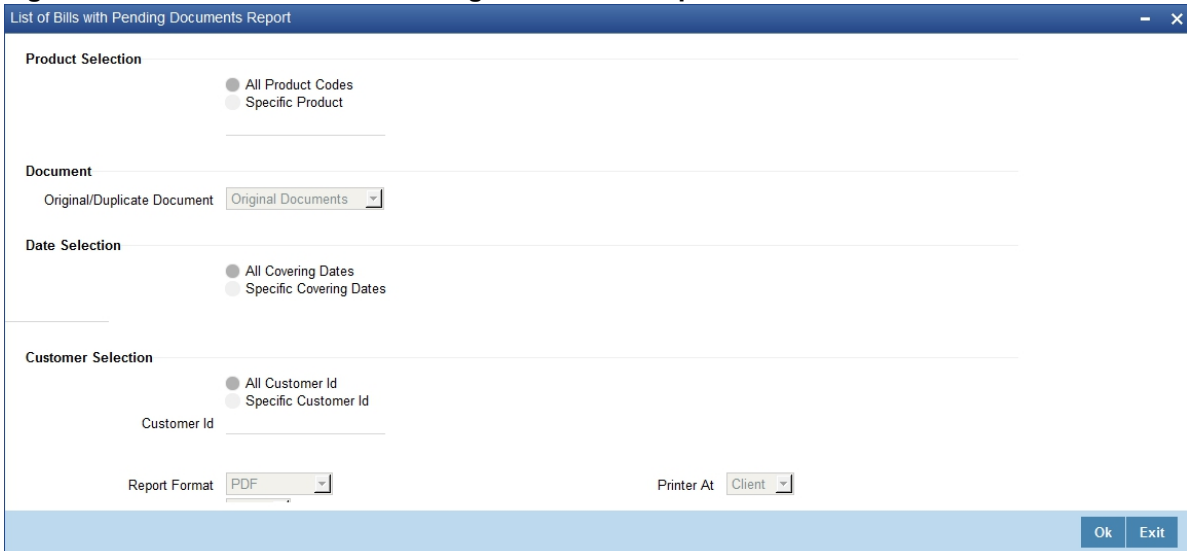 List of Bills with Pending Documents Report
Product Selection
All Product Codes
Specific Product
Document
Original/Duplicate Document Original Documents
Date Selection
All Covering Dates
Specific Covering Dates
Customer Selection
All Customer Id
Specific Customer Id
Customer Id
Report Format PDF Printer At Client
Ok Exit